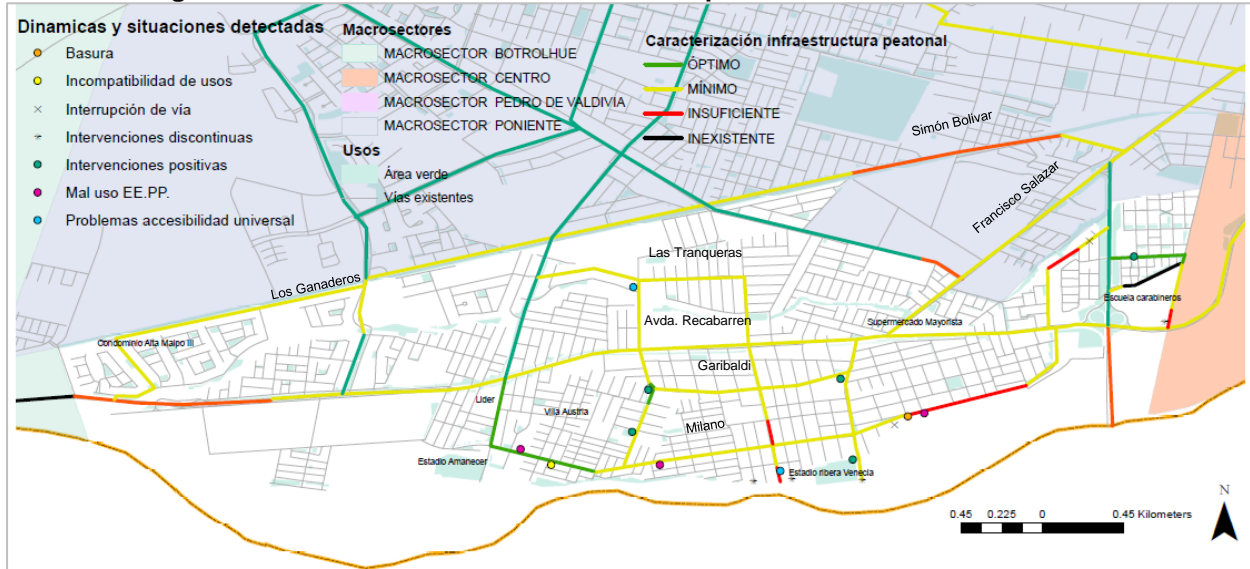 Dinamicas y situaciones detectadas
Basura
Incompatibilidad de usos
Interrupción de vía
Intervenciones discontinuas
Intervenciones positivas
Mal uso EE.PP.
Problemas accesibilidad universal
Macrosectores
MACROSECTOR BOTROLHUE
MACROSECTOR CENTRO
MACROSECTOR PEDRO DE VALDIVIA
MACROSECTOR PONIENTE
Usos
Área verde
Vías existentes
Caracterización infraestructura peatonal
ÓPTIMO
MÍNIMO
INSUFICIENTE
INEXISTENTE
Simón Bolivar
Francisco Salazar
Las Tranqueras
Los Ganaderos
Escuela carabineros
Avda. Recabarren
Supermercado Mayorista
Condominio Alta Maipo III
Garibaldi
Lider
Villa Austria
Milano
Estadio Amanecer
Estadio ribera Venecia
N
0.45 0.225 0 0.45 Kilometers